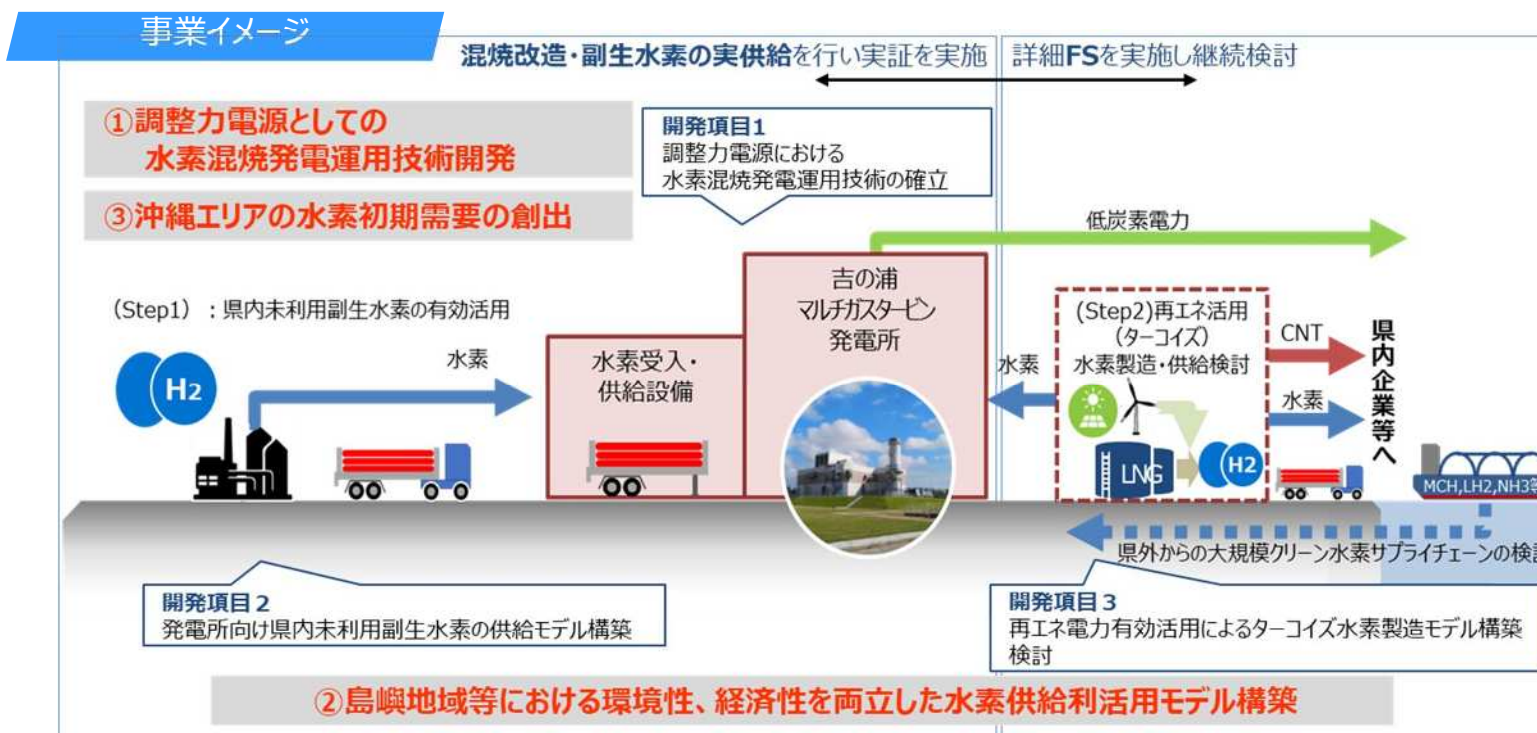 事業イメージ
混焼改造・副生水素の実供給を行い実証を実施
詳細FSを実施し継続検討
①調整力電源としての
水素混焼発電運用技術開発
③沖縄エリアの水素初期需要の創出
開発項目1
調整力電源における
水素混焼発電運用技術の確立
低炭素電力
(Step1)：県内未利用副生水素の有効活用
H2
水素
水素受入・
供給設備
吉の浦
マルチガスタービン
発電所
水素
(Step2)再エネ活用
(ターコイズ)
水素製造・供給検討
LNG
H2
CNT
水素
県内企業等へ
MCH,LH2,NH3等
県外からの大規模クリーン水素サプライチェーンの検
開発項目２
発電所向け県内未利用副生水素の供給モデル構築
開発項目３
再エネ電力有効活用によるターコイズ水素製造モデル構築
検討
②島嶼地域等における環境性、経済性を両立した水素供給利活用モデル構築